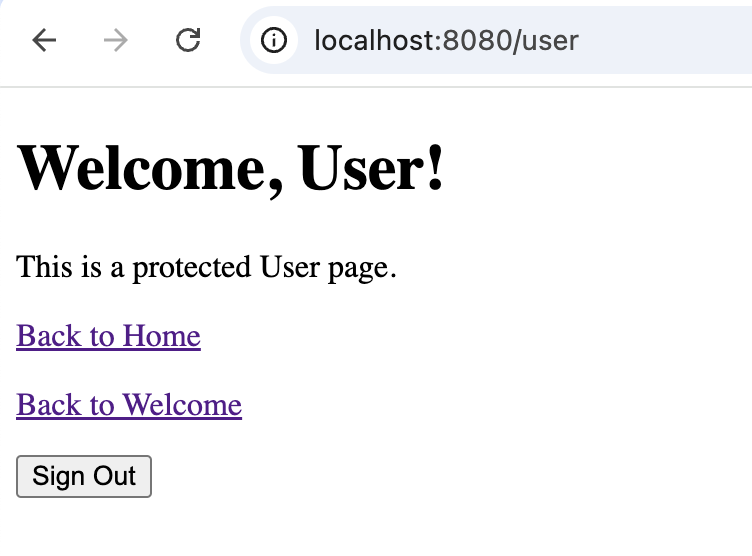 localhost:8080/user
Welcome, User!
This is a protected User page.
Back to Home
Back to Welcome
Sign Out